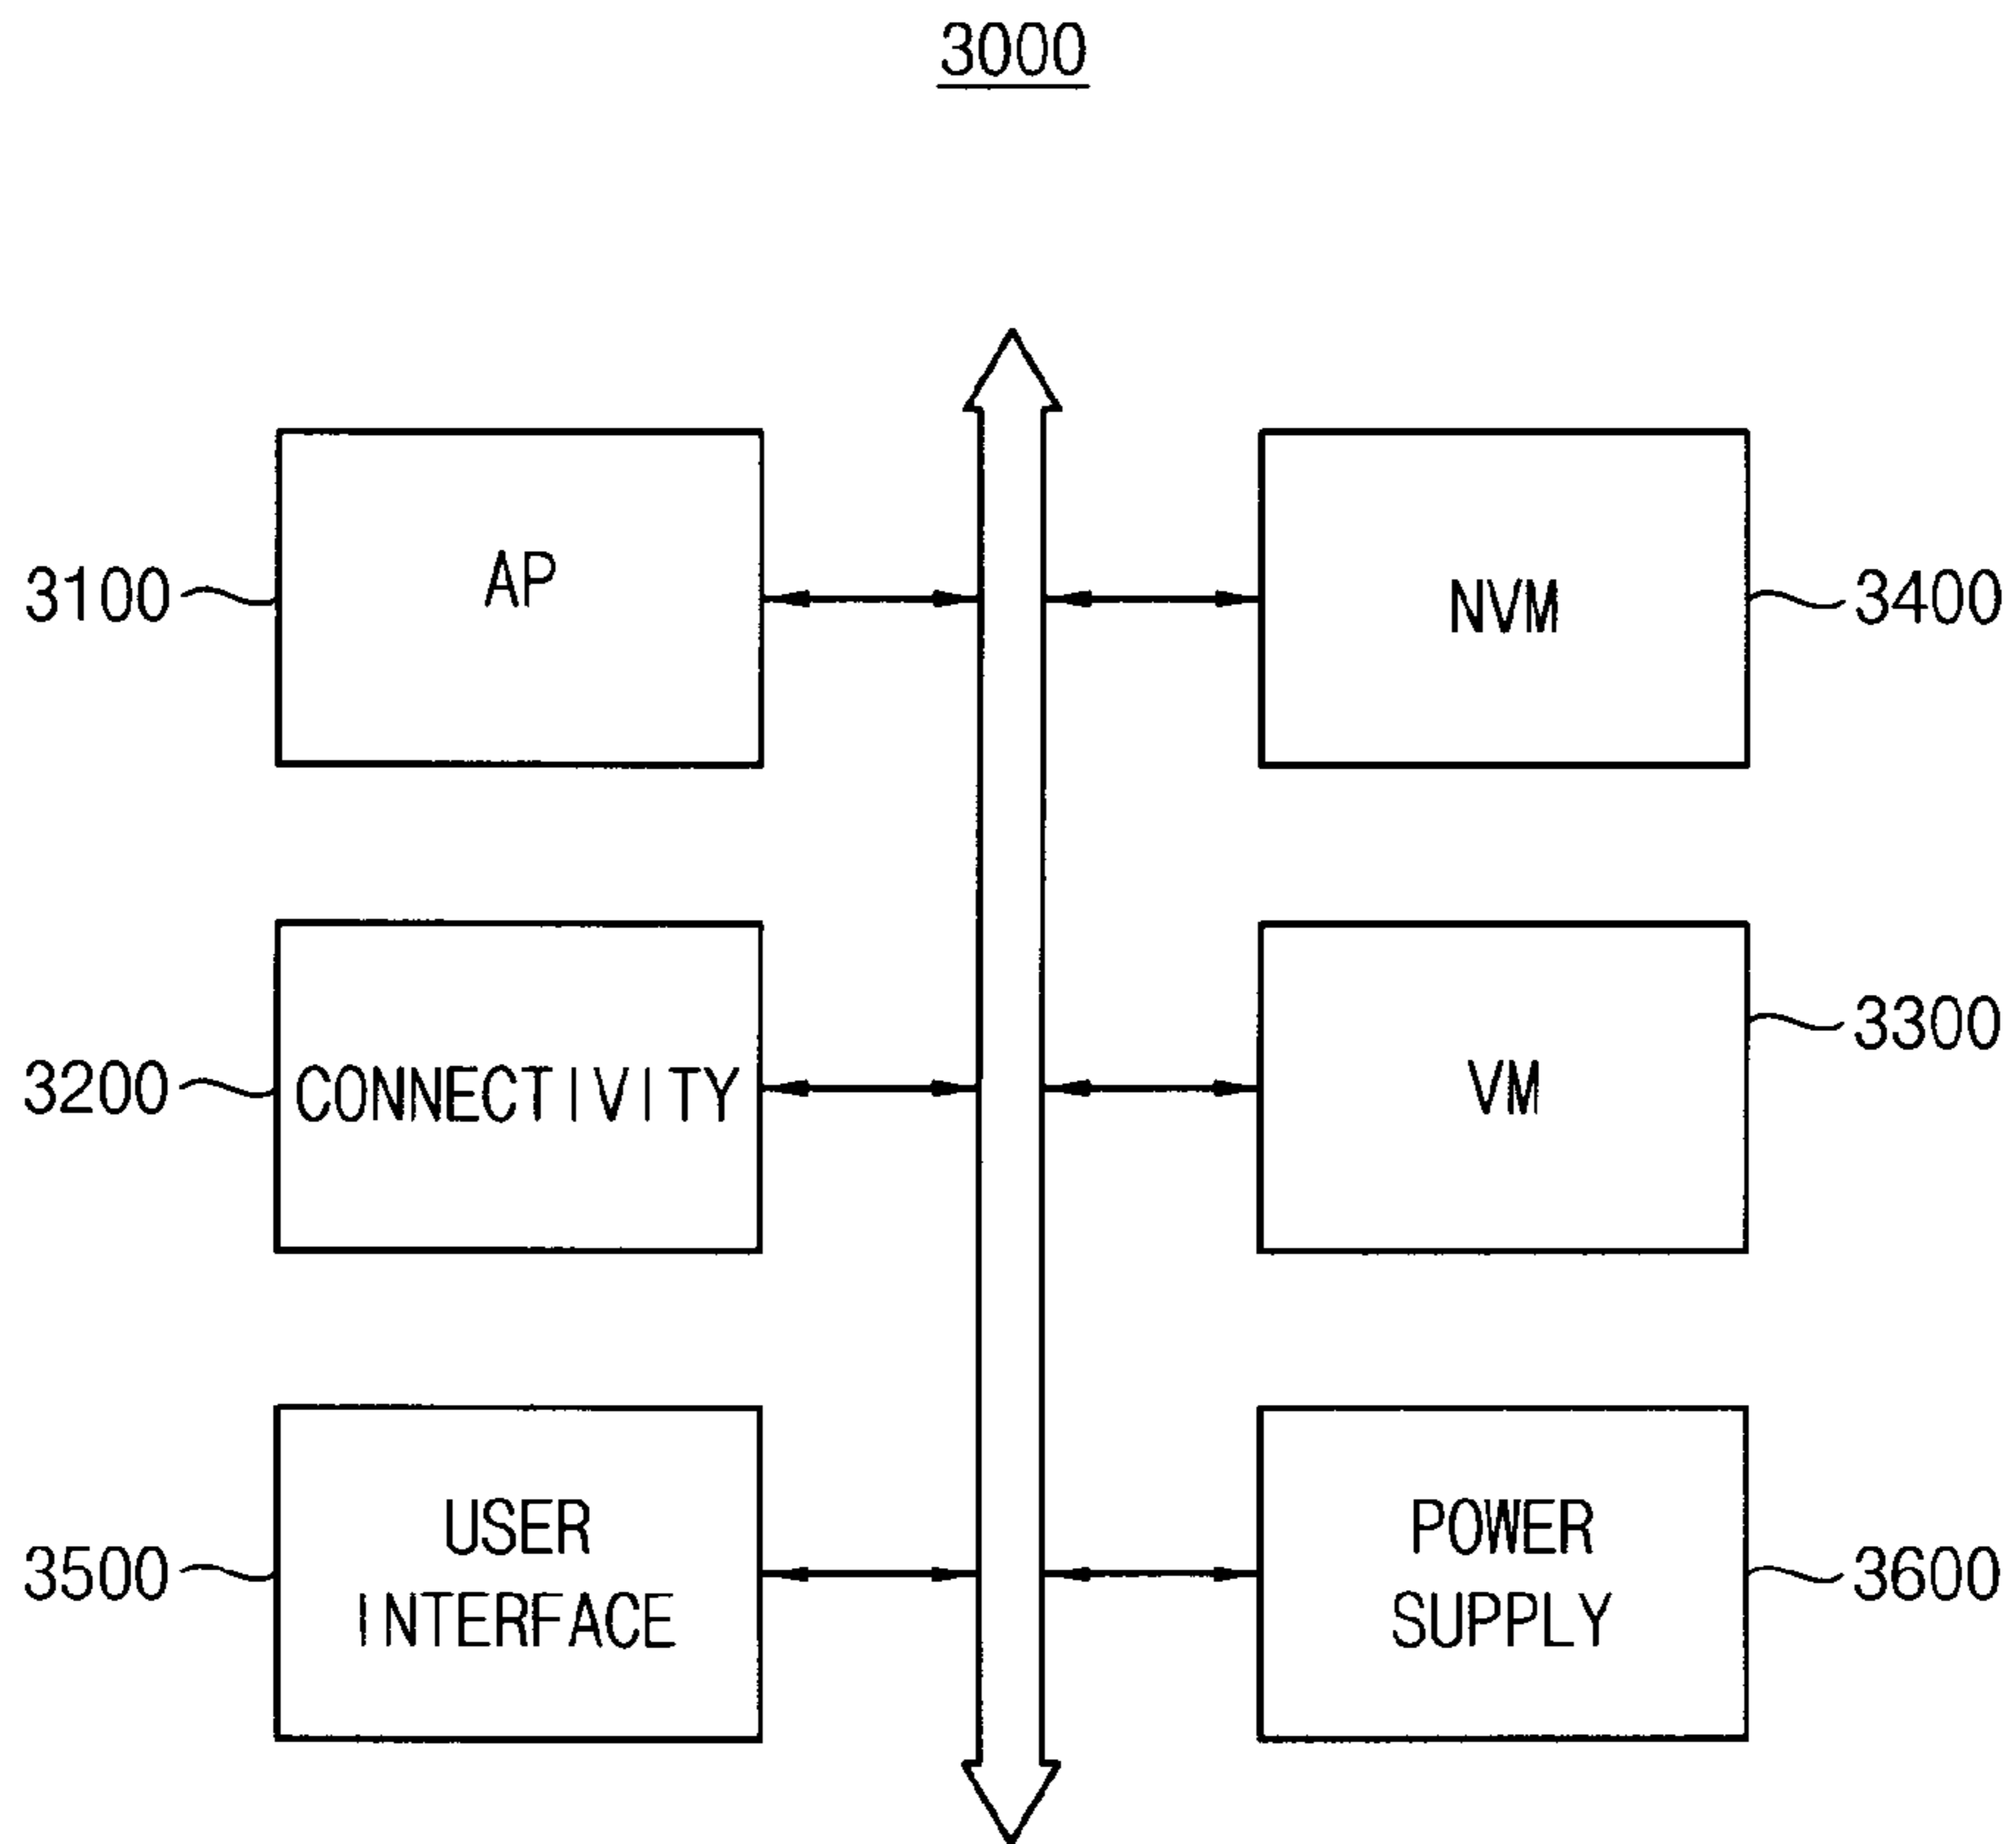 3000
3100
AP
NVM
3400
3200
CONNECTIVITY
VM
3300
3500
USER
INTERFACE
POWER
SUPPLY
3600